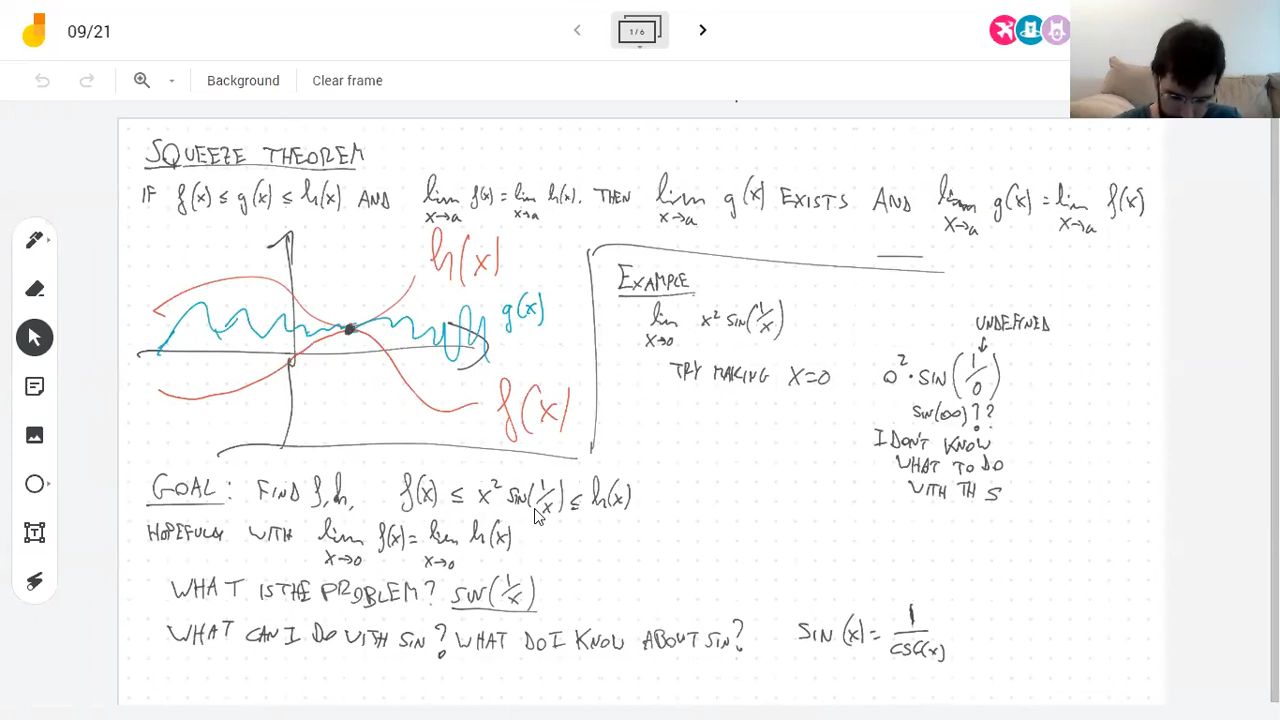 09/21
1/6
Background
Clear frame
SQUEEZE THEOREM
IF f(x) ≤ g(x) ≤ h(x) AND lim x→a f(x) = lim x→a h(x), THEN lim x→a g(x) EXISTS AND lim x→a g(x) = lim x→a f(x)
h(x)
g(x)
f(x)
EXAMPLE
lim x→0 x² sin(1/x)
TRY MAKING X=0
UNDEFINED
0² · SIN(1/0)
SIN(∞)??
I DON'T KNOW
WHAT TO DO
WITH TH S
GOAL: FIND f, h, f(x) ≤ x² SIN(1/x) ≤ h(x)
HOPEFULLY WITH lim x→0 f(x) = lim x→0 h(x)
WHAT IS THE PROBLEM? SIN(1/x)
WHAT CAN I DO WITH SIN? WHAT DO I KNOW ABOUT SIN?
SIN(x) = 1/CSC(x)